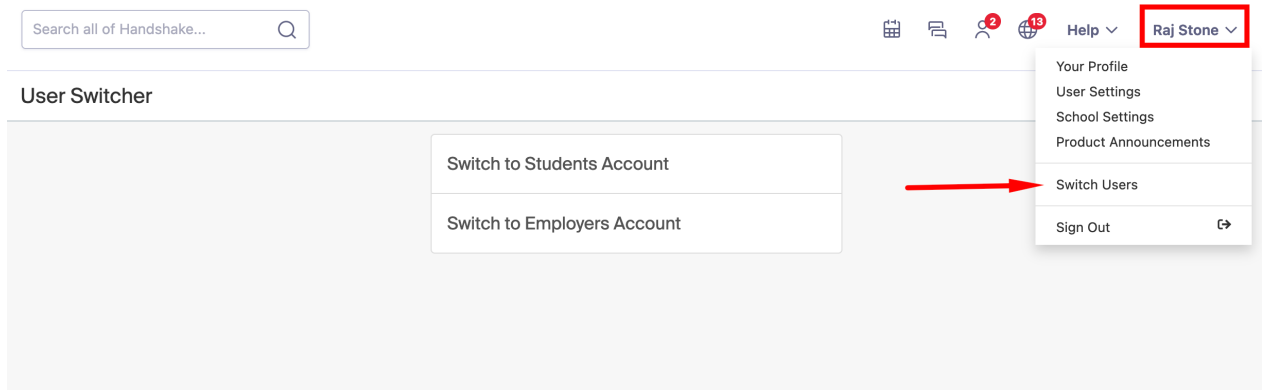 Search all of Handshake...
2
13
Help
Raj Stone
Your Profile
User Settings
School Settings
Product Announcements
Switch Users
Sign Out
User Switcher
Switch to Students Account
Switch to Employers Account